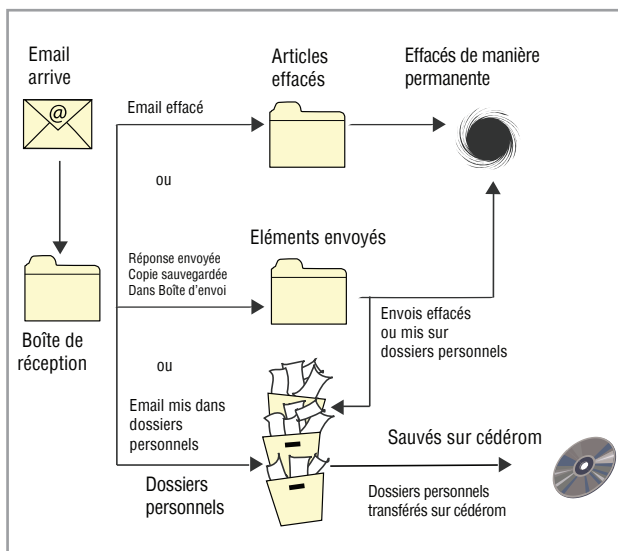 Email
arrive
@
Articles
effacés
Effacés de manière
permanente
Email effacé
ou
Eléments envoyés
Réponse envoyée
Copie sauvegardée
Dans Boîte d'envoi
Boîte de
réception
Envois effacés
ou mis sur
dossiers personnels
ou
Email mis dans
dossiers
personnels
Sauvés sur cédérom
Dossiers
personnels
Dossiers personnels
transférés sur cédérom